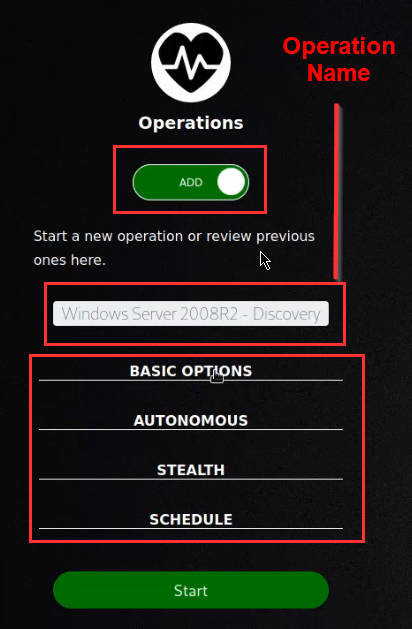 Operation
Name
Operations
ADD
Start a new operation or review previous
ones here.
Windows Server 2008R2 - Discovery
BASIC OPTIONS
AUTONOMOUS
STEALTH
SCHEDULE
Start